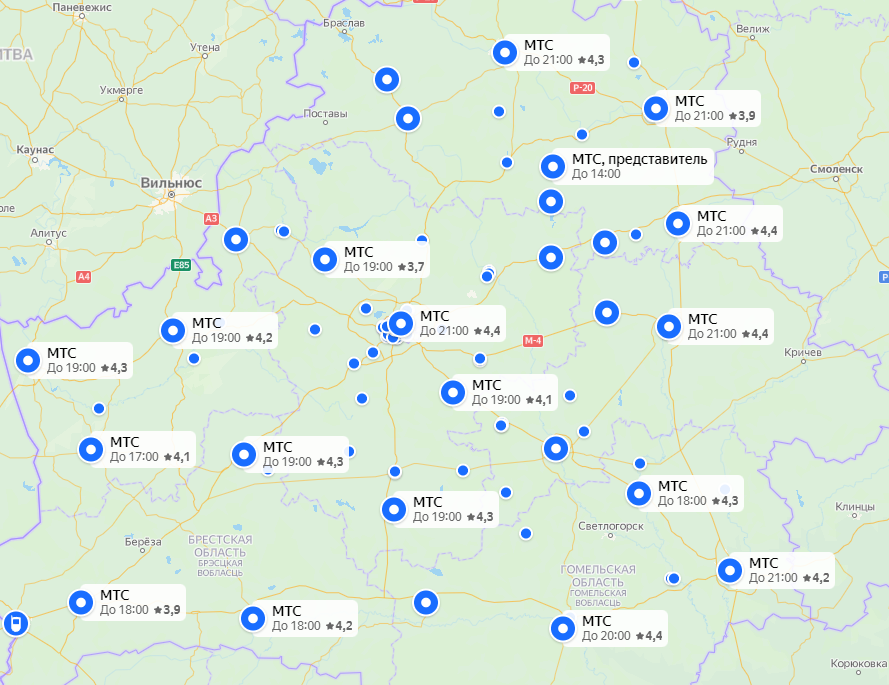 Паневежис
Браслав
Велиж
МТС
До 21:00 ★4,3
Утена
ИТВА
Р-20
Укмерге
МТС
До 21:00 ★3,9
Поставы
Рудня
Каунас
МТС, представитель
До 14:00
Смоленск
Вильнюс
оле
А3
МТС
До 21:00 ★4,4
Алитус
МТС
До 19:00 ★3,7
Е85
А4
Р
МТС
До 21:00 ★4,4
МТС
До 19:00 ★4,2
МТС
До 21:00 ★4,4
М-4
МТС
До 19:00 ★4,3
Кричев
МТС
До 19:00 ★4,1
МТС
До 17:00 ★4,1
МТС
До 19:00 ★4,3
МТС
До 18:00 ★4,3
МТС
До 19:00 ★4,3
Клинцы
Светлогорск
Берёза
БРЕСТСКАЯ
ОБЛАСТЬ
БРЭСЦКАЯ
ВОБЛАСЦЬ
МТС
До 21:00 ★4,2
ГОМЕЛЬСКАЯ
ОБЛАСТЬ
ГОМЕЛЬСКАЯ
ВОБЛАСЦЬ
МТС
До 18:00 ★3,9
МТС
До 18:00 ★4,2
МТС
До 20:00 ★4,4
Корюковка